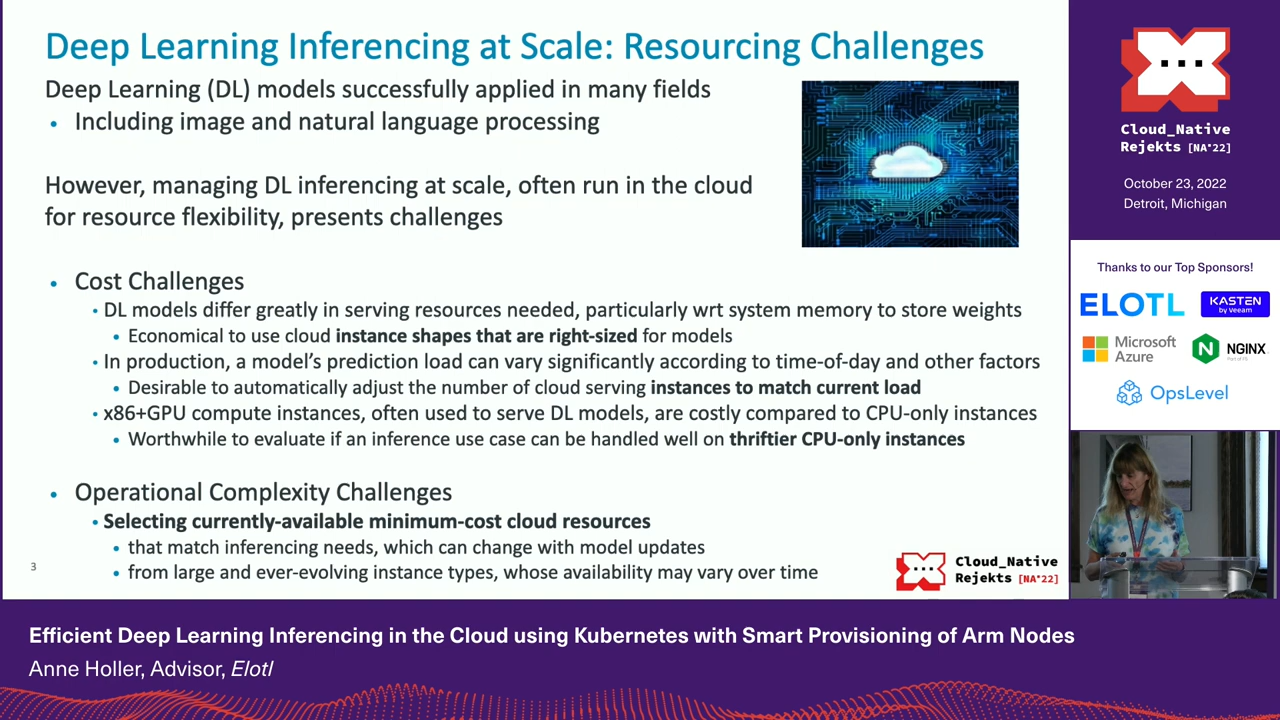 Deep Learning Inferencing at Scale: Resourcing Challenges
Deep Learning (DL) models successfully applied in many fields
• Including image and natural language processing
However, managing DL inferencing at scale, often run in the cloud
for resource flexibility, presents challenges
• Cost Challenges
• DL models differ greatly in serving resources needed, particularly wrt system memory to store weights
• Economical to use cloud instance shapes that are right-sized for models
• In production, a model's prediction load can vary significantly according to time-of-day and other factors
• Desirable to automatically adjust the number of cloud serving instances to match current load
• x86+GPU compute instances, often used to serve DL models, are costly compared to CPU-only instances
• Worthwhile to evaluate if an inference use case can be handled well on thriftier CPU-only instances
• Operational Complexity Challenges
• Selecting currently-available minimum-cost cloud resources
• that match inferencing needs, which can change with model updates
• from large and ever-evolving instance types, whose availability may vary over time
3
Cloud_Native
Rejekts [NA'22]
Cloud_Native
Rejekts [NA'22]
October 23, 2022
Detroit, Michigan
Thanks to our Top Sponsors!
ELOTL
KASTEN
by Veeam
Microsoft
Azure
N
NGINX
Part of F5
OpsLevel
Efficient Deep Learning Inferencing in the Cloud using Kubernetes with Smart Provisioning of Arm Nodes
Anne Holler, Advisor, Elotl